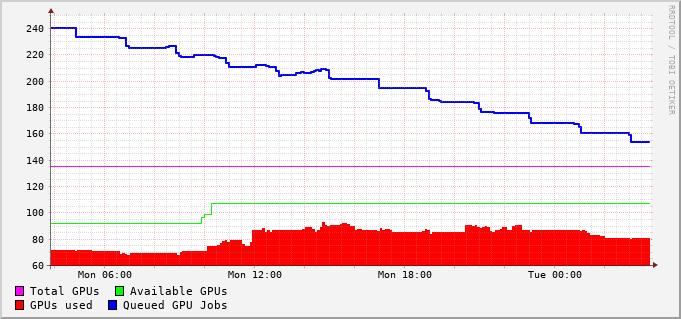 RRDTOOL / TOBI OETIKER
240
220
200
180
160
140
120
100
80
60
Mon 06:00 Mon 12:00 Mon 18:00 Tue 00:00
Total GPUs Available GPUs
GPUs used Queued GPU Jobs